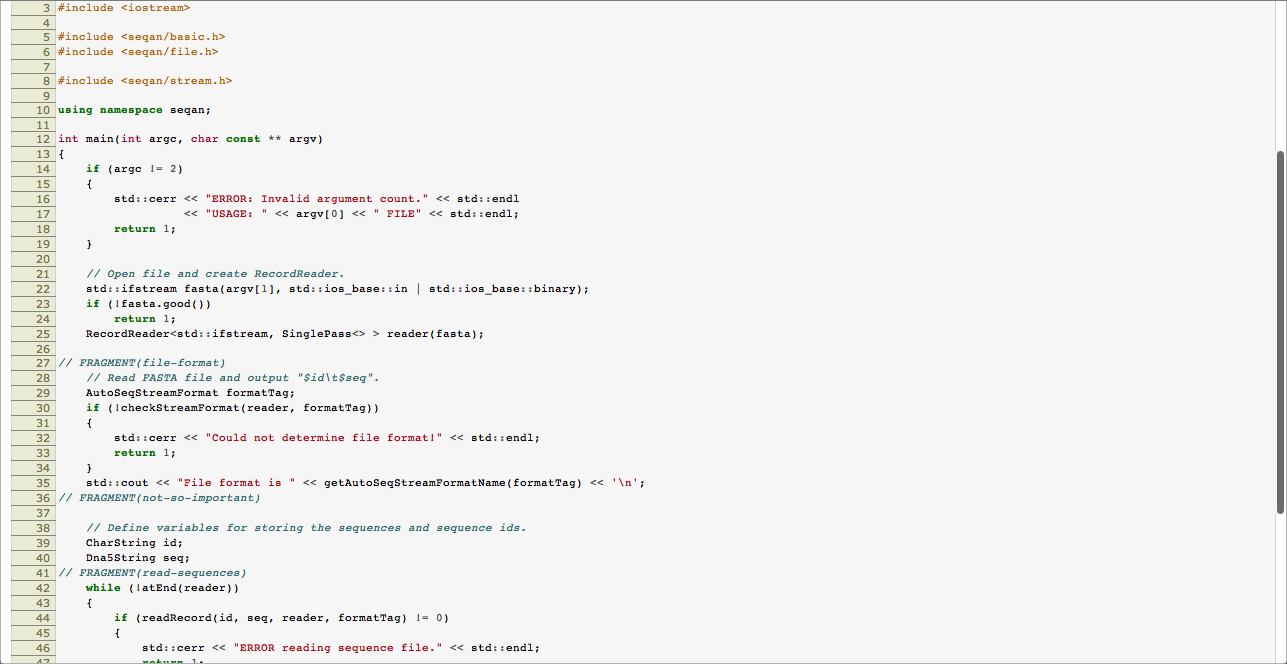 3 #include <iostream>
4
5 #include <seqan/basic.h>
6 #include <seqan/file.h>
7
8 #include <seqan/stream.h>
9
10 using namespace seqan;
11
12 int main(int argc, char const ** argv)
13 {
14     if (argc != 2)
15     {
16         std::cerr << "ERROR: Invalid argument count." << std::endl
17                   << "USAGE: " << argv[0] << " FILE" << std::endl;
18         return 1;
19     }
20
21     // Open file and create RecordReader.
22     std::ifstream fasta(argv[1], std::ios_base::in | std::ios_base::binary);
23     if (!fasta.good())
24         return 1;
25     RecordReader<std::ifstream, SinglePass<> > reader(fasta);
26
27 // FRAGMENT(file-format)
28     // Read FASTA file and output "$id\t$seq".
29     AutoSeqStreamFormat formatTag;
30     if (!checkStreamFormat(reader, formatTag))
31     {
32         std::cerr << "Could not determine file format!" << std::endl;
33         return 1;
34     }
35     std::cout << "File format is " << getAutoSeqStreamFormatName(formatTag) << '\n';
36 // FRAGMENT(not-so-important)
37
38     // Define variables for storing the sequences and sequence ids.
39     CharString id;
40     Dna5String seq;
41 // FRAGMENT(read-sequences)
42     while (!atEnd(reader))
43     {
44         if (readRecord(id, seq, reader, formatTag) != 0)
45         {
46             std::cerr << "ERROR reading sequence file." << std::endl;
47             return 1;